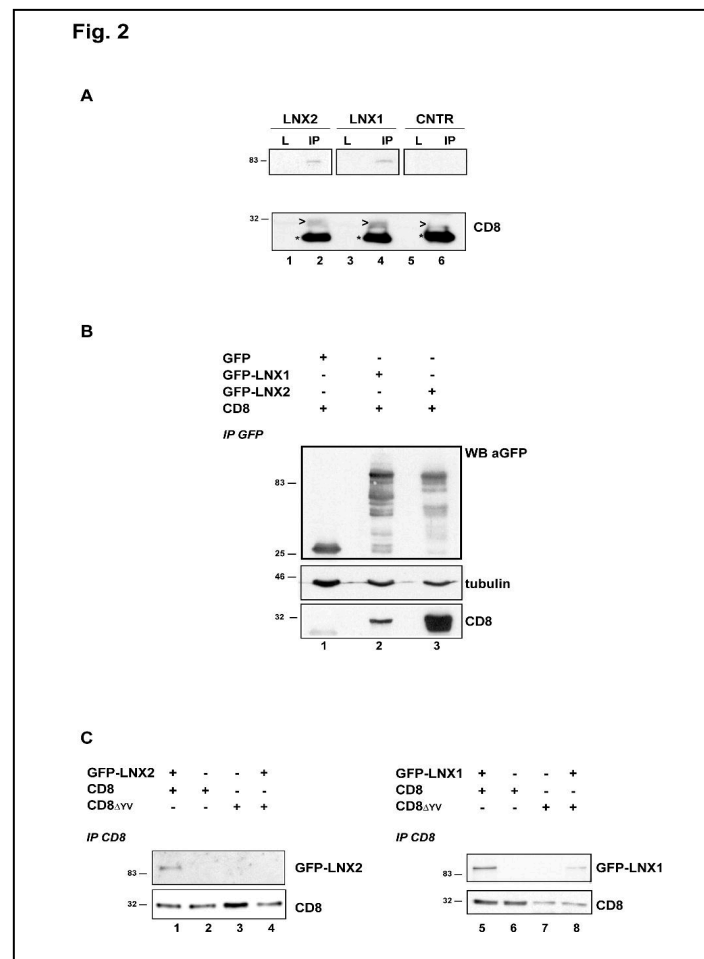 Fig. 2
A
LNX2 LNX1 CNTR
L IP L IP L IP
83
32
> > >
* * *
CD8
1 2 3 4 5 6
B
GFP + - -
GFP-LNX1 - + -
GFP-LNX2 - - +
CD8 + + +
IP GFP
WB aGFP
83
25
46
tubulin
32
CD8
1 2 3
C
GFP-LNX2 + - - +
CD8 + + - -
CD8ΔYV - - + +
IP CD8
83
GFP-LNX2
32
CD8
1 2 3 4
GFP-LNX1 + - - +
CD8 + + - -
CD8ΔYV - - + +
IP CD8
83
GFP-LNX1
32
CD8
5 6 7 8